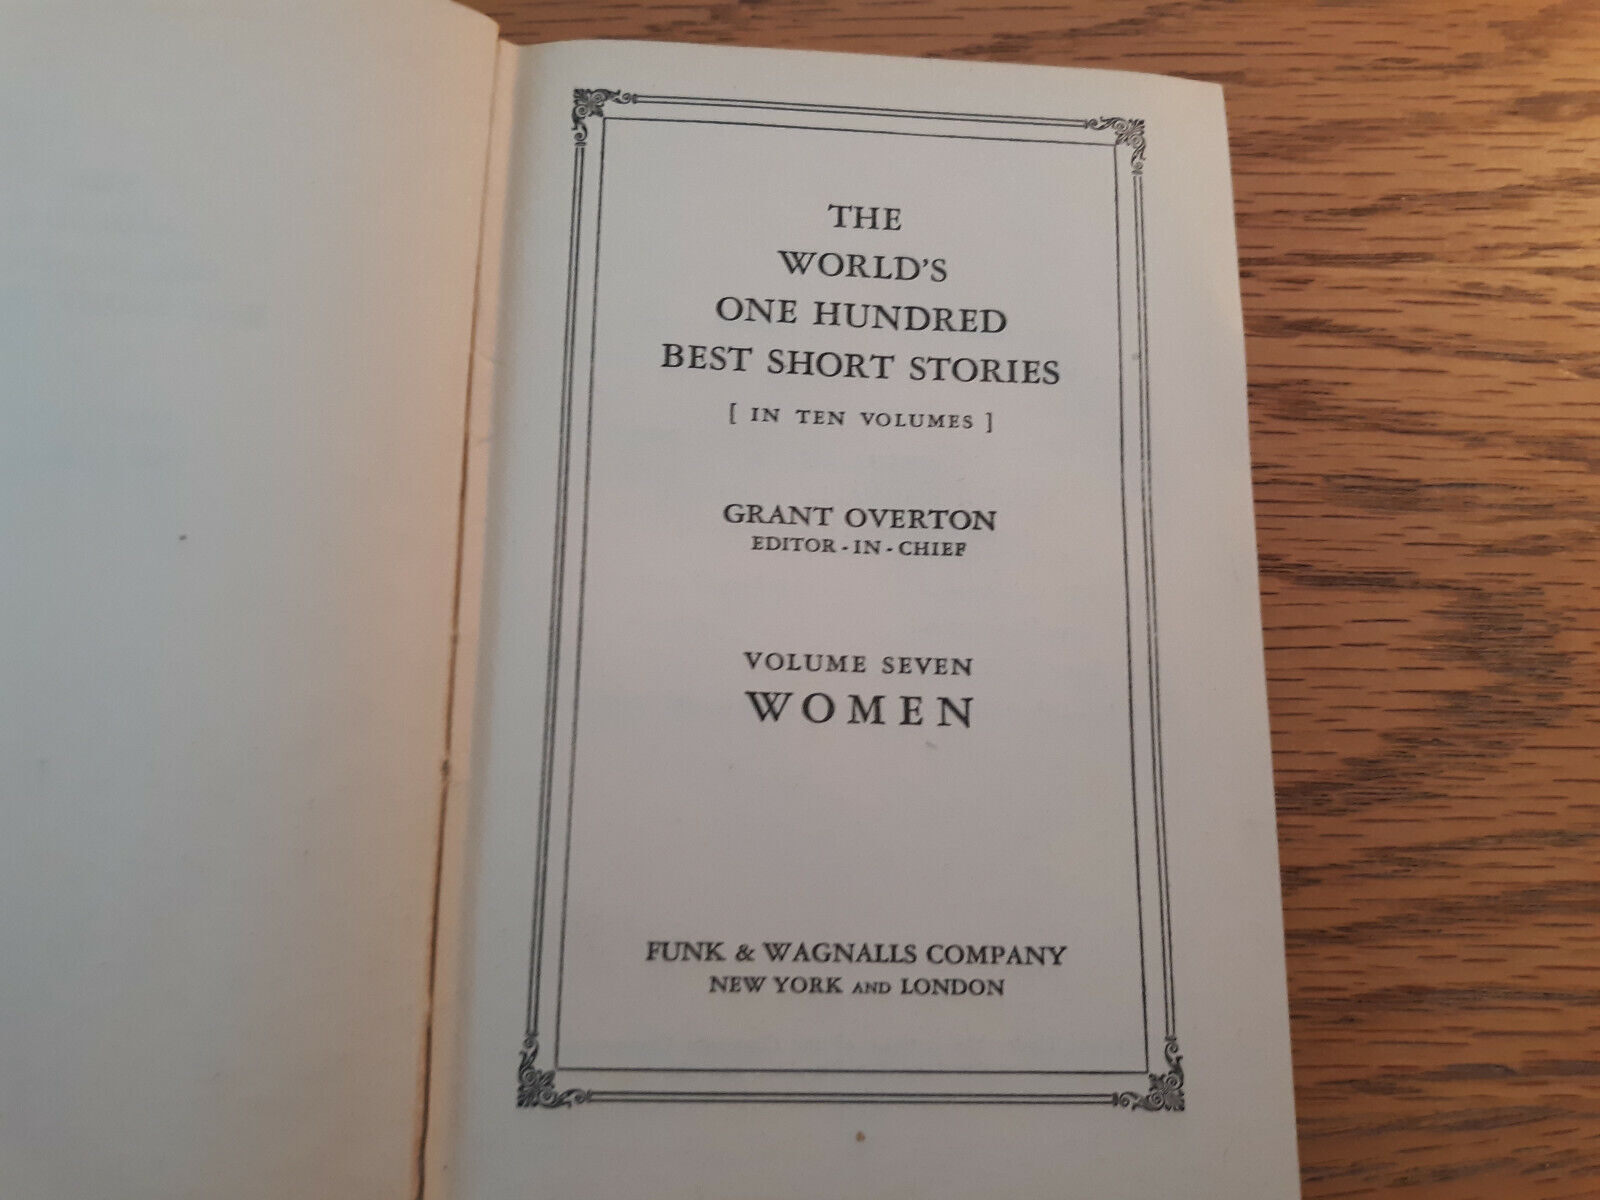 THE
WORLD'S
ONE HUNDRED
BEST SHORT STORIES
[ IN TEN VOLUMES ]
GRANT OVERTON
EDITOR-IN-CHIEF
VOLUME SEVEN
WOMEN
FUNK & WAGNALLS COMPANY
NEW YORK AND LONDON